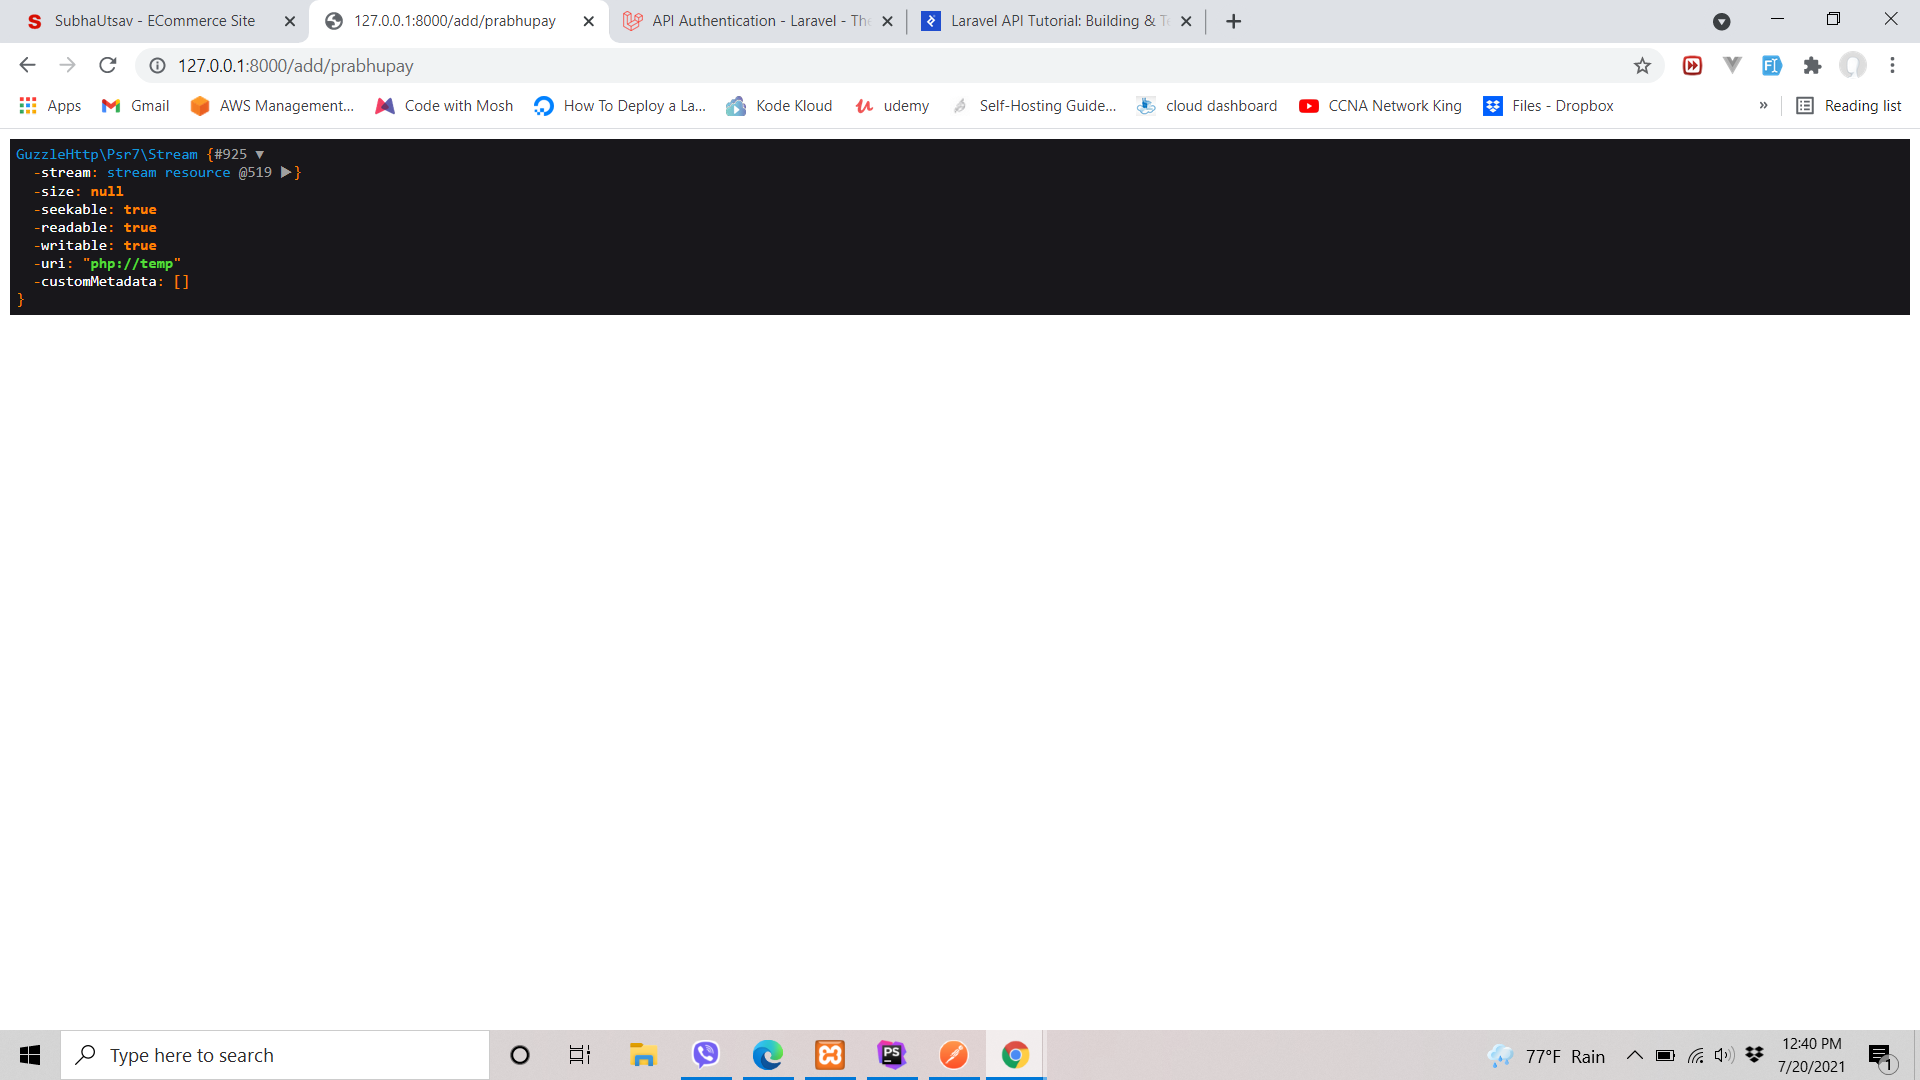 SubhaUtsav - ECommerce Site
127.0.0.1:8000/add/prabhupay
API Authentication - Laravel - The
Laravel API Tutorial: Building & Te
127.0.0.1:8000/add/prabhupay
Apps
Gmail
AWS Management...
Code with Mosh
How To Deploy a La...
Kode Kloud
udemy
Self-Hosting Guide...
cloud dashboard
CCNA Network King
Files - Dropbox
»
Reading list
GuzzleHttp\Psr7\Stream {#925 ▼
-stream: stream resource @519 ▶}
-size: null
-seekable: true
-readable: true
-writable: true
-uri: "php://temp"
-customMetadata: []
}
Type here to search
77°F Rain
12:40 PM
7/20/2021
1